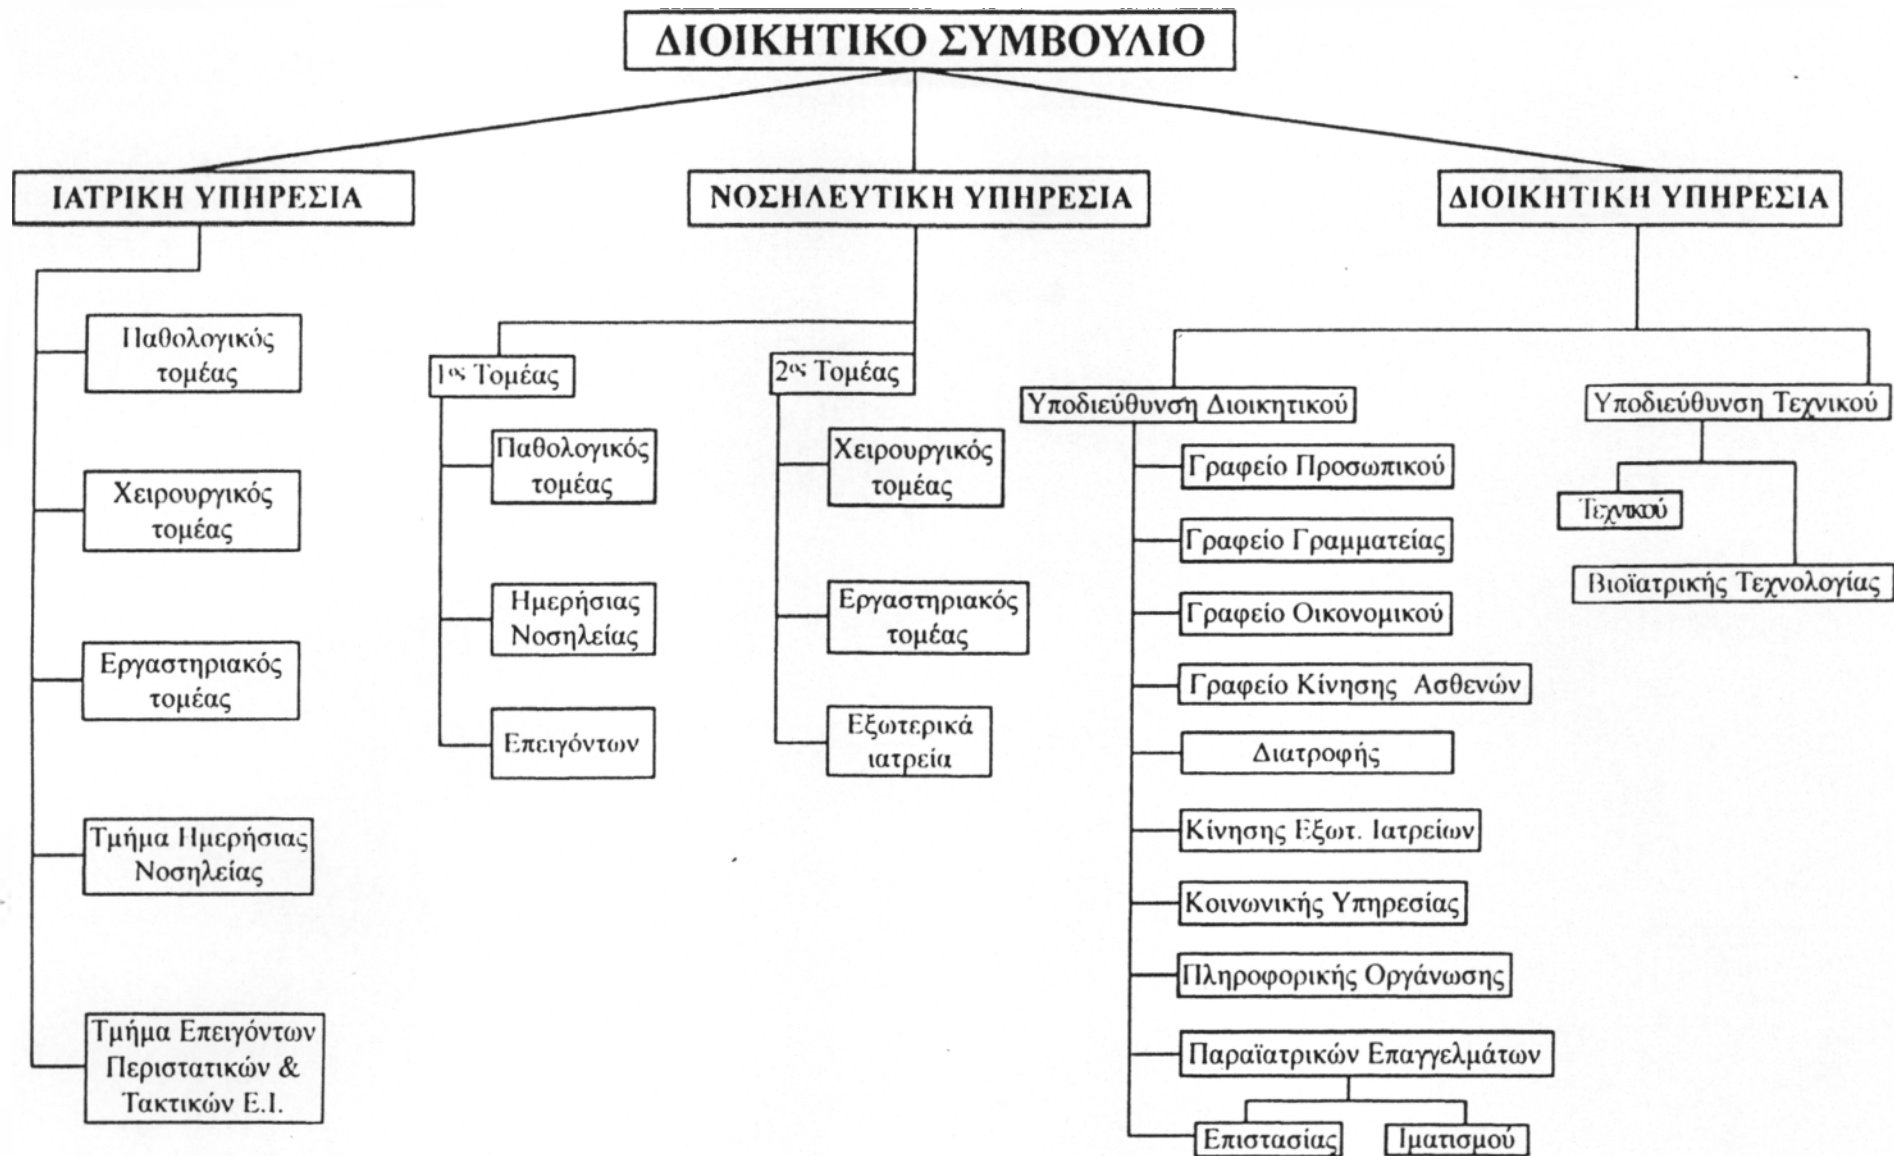 ΔΙΟΙΚΗΤΙΚΟ ΣΥΜΒΟΥΛΙΟ
ΙΑΤΡΙΚΗ ΥΠΗΡΕΣΙΑ
ΝΟΣΗΛΕΥΤΙΚΗ ΥΠΗΡΕΣΙΑ
ΔΙΟΙΚΗΤΙΚΗ ΥΠΗΡΕΣΙΑ
Παθολογικός
τομέας
Χειρουργικός
τομέας
Εργαστηριακός
τομέας
Τμήμα Ημερήσιας
Νοσηλείας
Τμήμα Επειγόντων
Περιστατικών &
Τακτικών Ε.Ι.
1ος Τομέας
Παθολογικός
τομέας
Ημερήσιας
Νοσηλείας
Επειγόντων
2ος Τομέας
Χειρουργικός
τομέας
Εργαστηριακός
τομέας
Εξωτερικά
ιατρεία
Υποδιεύθυνση Διοικητικού
Γραφείο Προσωπικού
Γραφείο Γραμματείας
Γραφείο Οικονομικού
Γραφείο Κίνησης Ασθενών
Διατροφής
Κίνησης Εξωτ. Ιατρείων
Κοινωνικής Υπηρεσίας
Πληροφορικής Οργάνωσης
Παραϊατρικών Επαγγελμάτων
Επιστασίας
Ιματισμού
Υποδιεύθυνση Τεχνικού
Τεχνικού
Βιοϊατρικής Τεχνολογίας